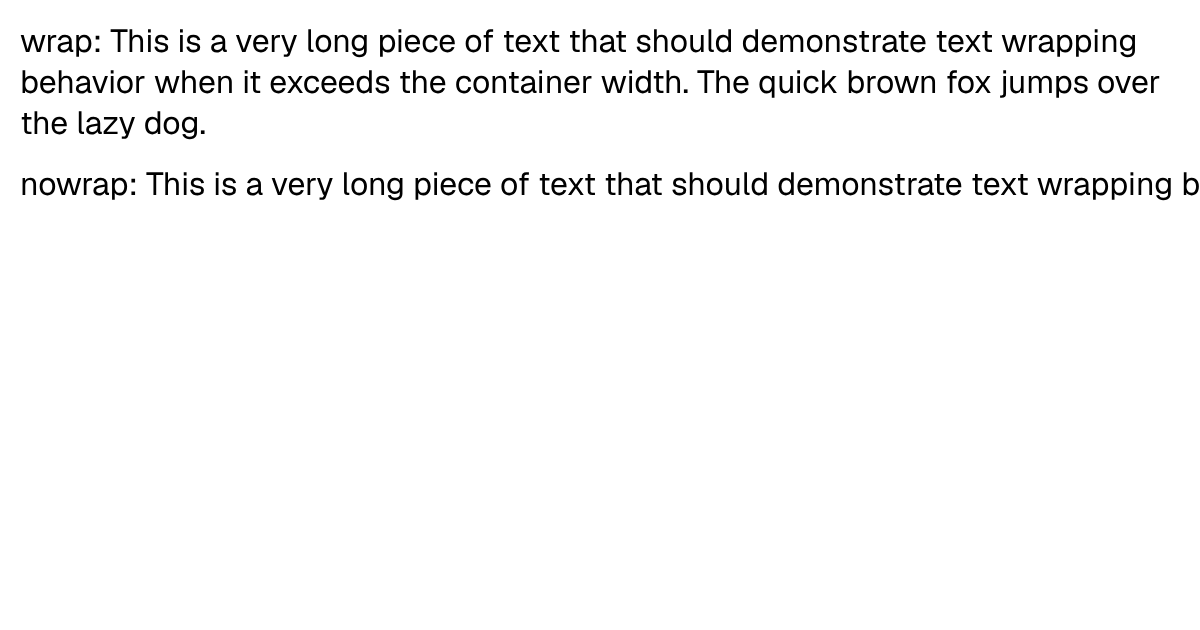 wrap: This is a very long piece of text that should demonstrate text wrapping
behavior when it exceeds the container width. The quick brown fox jumps over
the lazy dog.
nowrap: This is a very long piece of text that should demonstrate text wrapping b